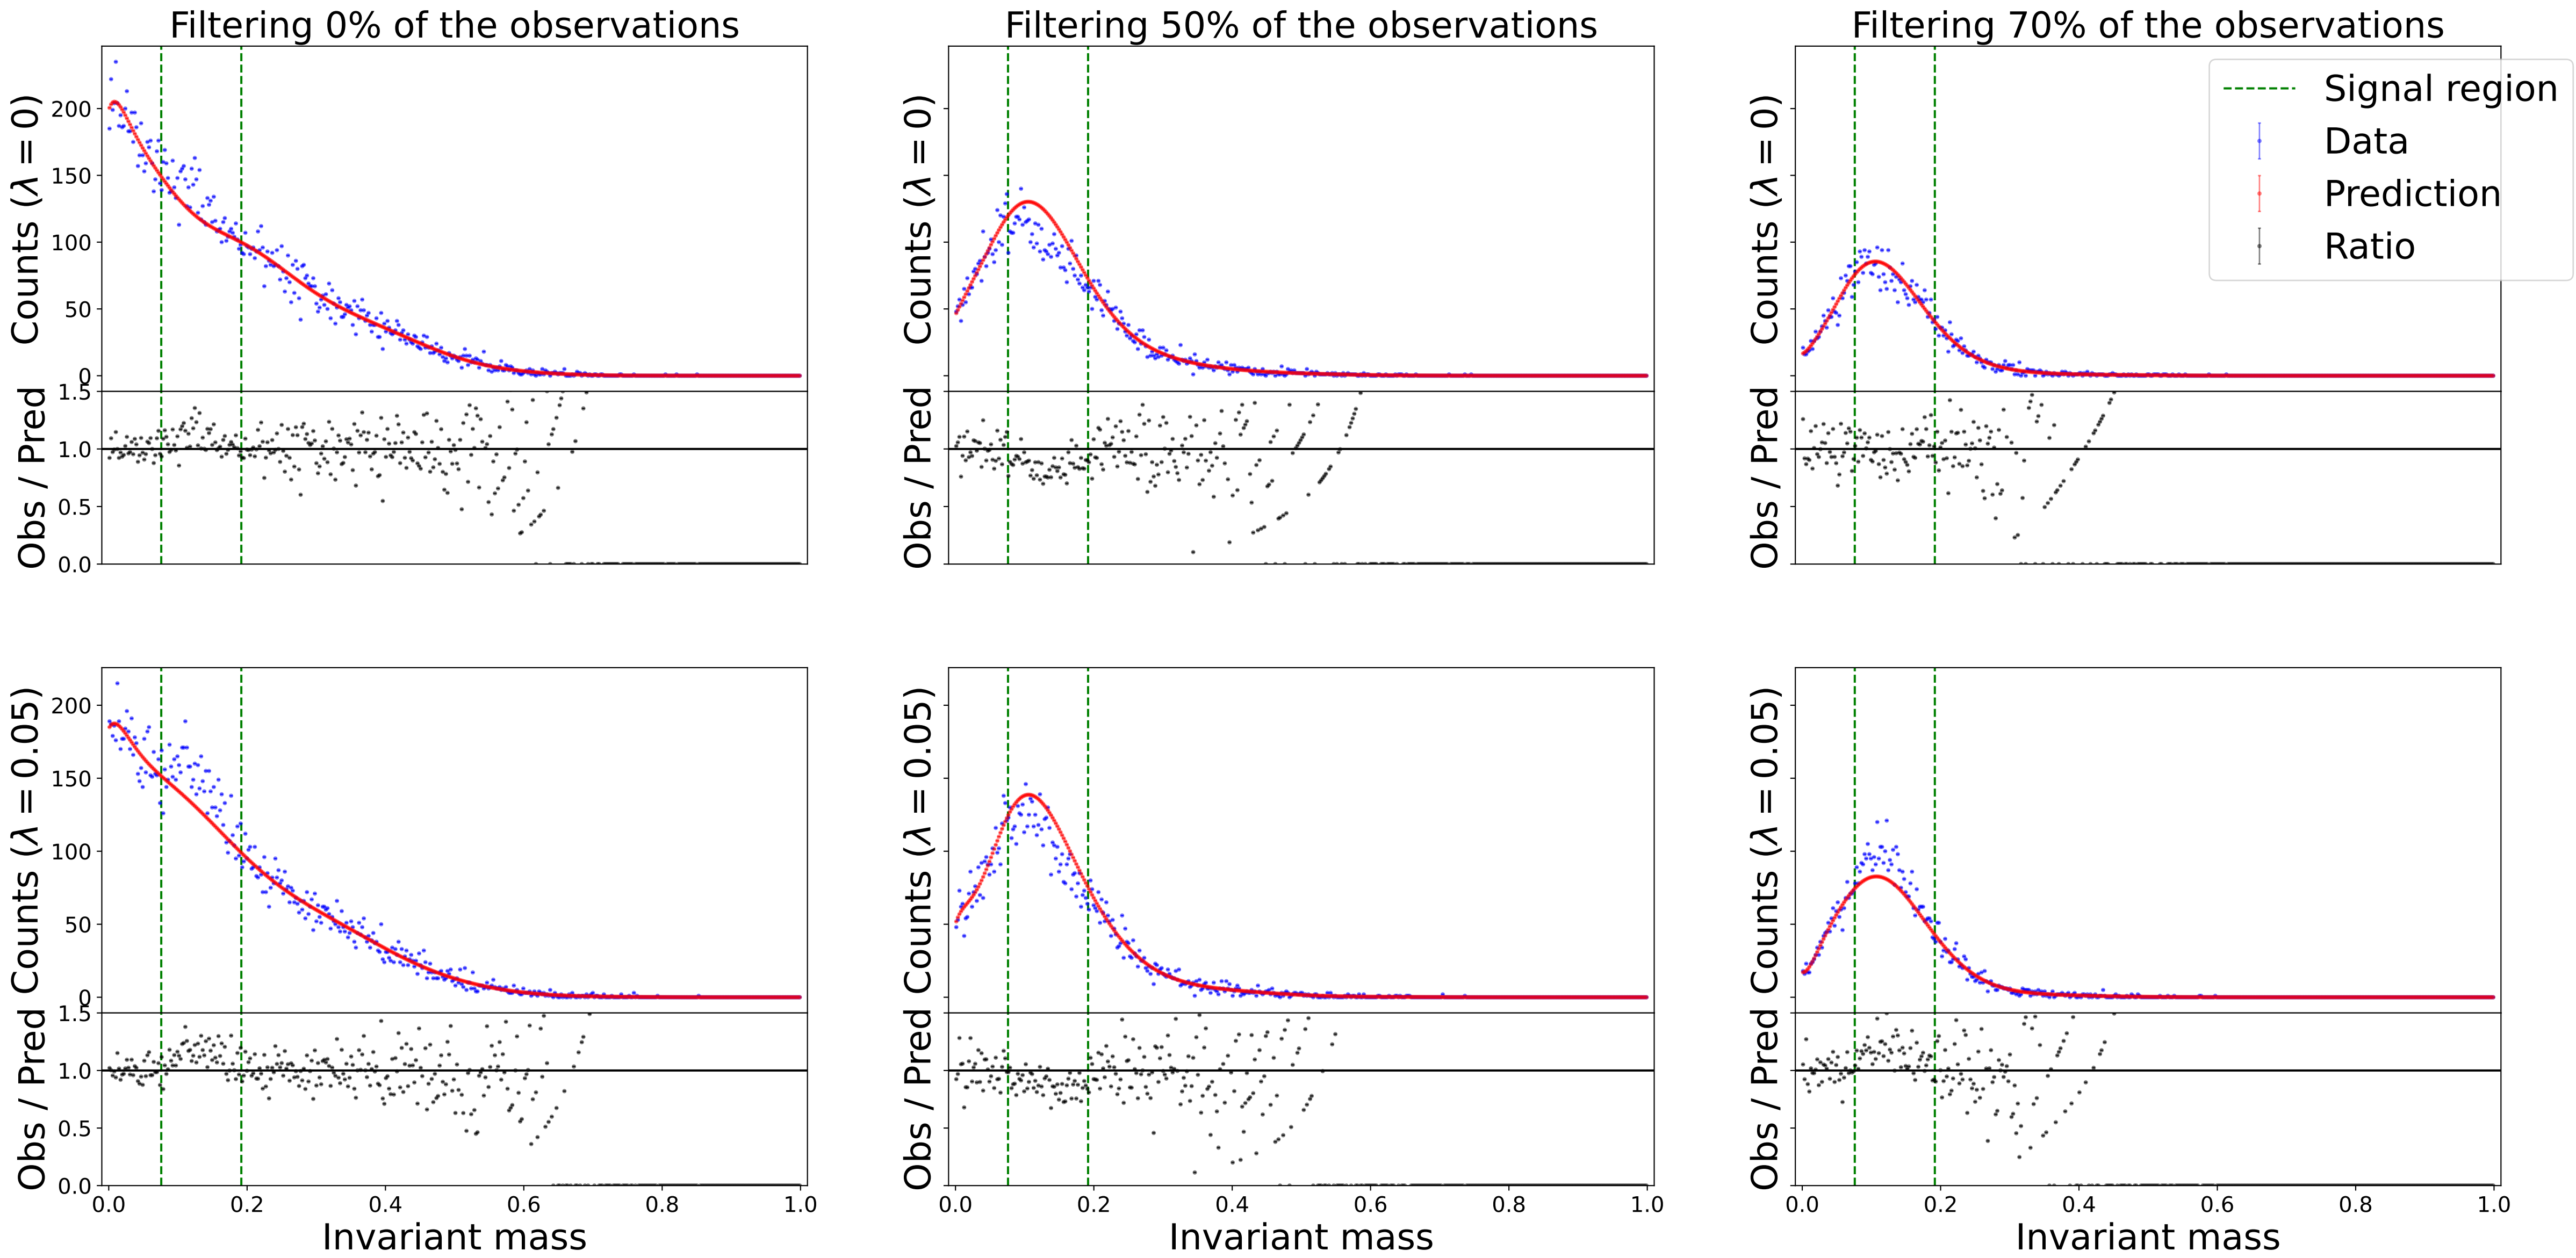 Filtering 0% of the observations
Filtering 50% of the observations
Filtering 70% of the observations
Counts (λ = 0)
200
150
100
50
0
Counts (λ = 0)
Counts (λ = 0)
Signal region
Data
Prediction
Ratio
Obs / Pred
1.5
1.0
0.5
0.0
Obs / Pred
Obs / Pred
Counts (λ = 0.05)
200
150
100
50
0
Counts (λ = 0.05)
Counts (λ = 0.05)
Obs / Pred
1.5
1.0
0.5
0.0
Obs / Pred
Obs / Pred
0.0 0.2 0.4 0.6 0.8 1.0
0.0 0.2 0.4 0.6 0.8 1.0
0.0 0.2 0.4 0.6 0.8 1.0
Invariant mass
Invariant mass
Invariant mass